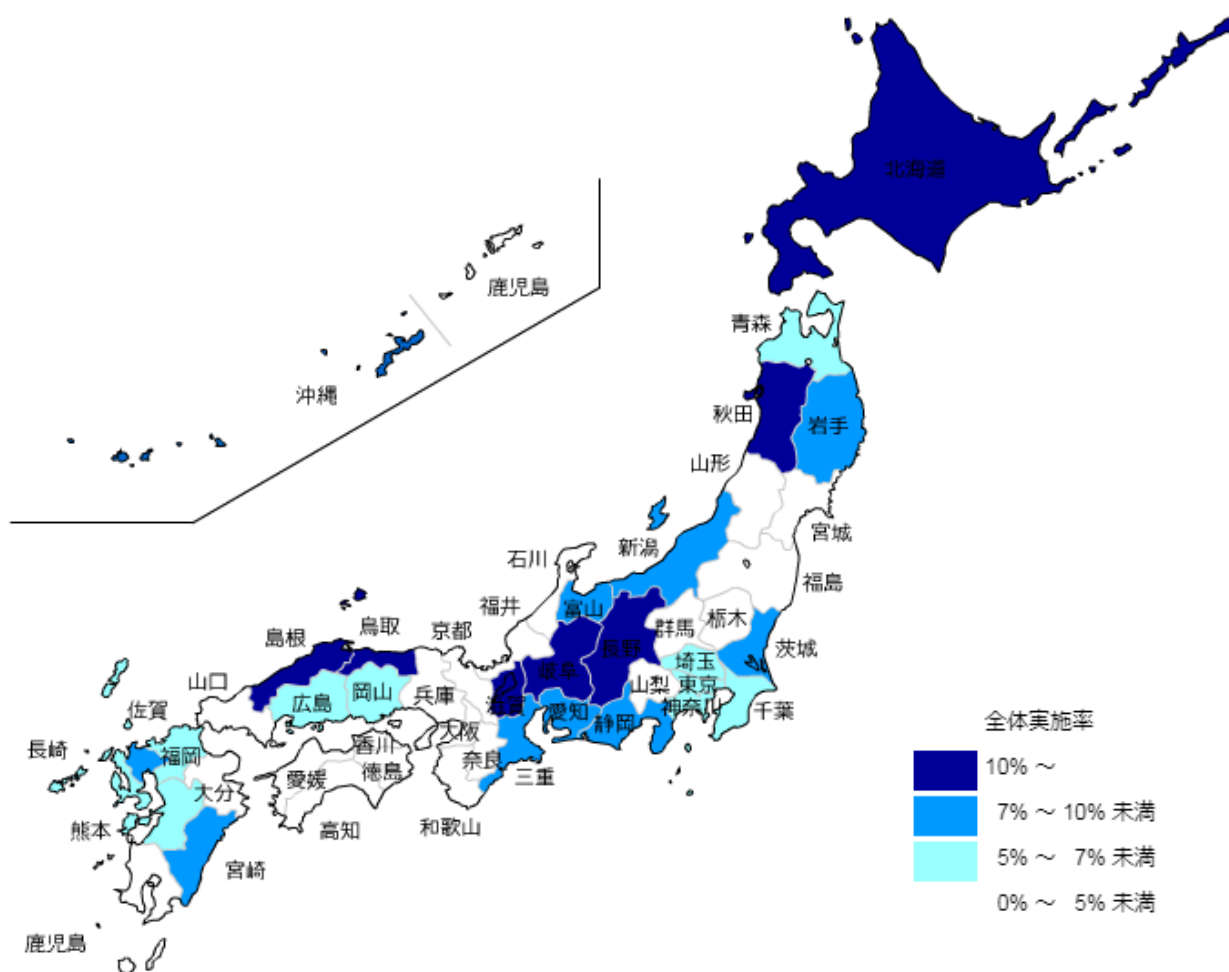 北海道
鹿児島
沖縄
青森
秋田
岩手
山形
宮城
新潟
石川
福島
富山
福井
栃木
群馬
長野
茨城
鳥取
京都
島根
岐阜
埼玉
山梨
東京
滋賀
山口
岡山
広島
兵庫
神奈川
千葉
愛知
静岡
佐賀
大阪
香川
奈良
長崎
福岡
三重
愛媛
徳島
大分
熊本
高知
和歌山
宮崎
鹿児島
全体実施率
10% ～
7% ～ 10% 未満
5% ～ 7% 未満
0% ～ 5% 未満